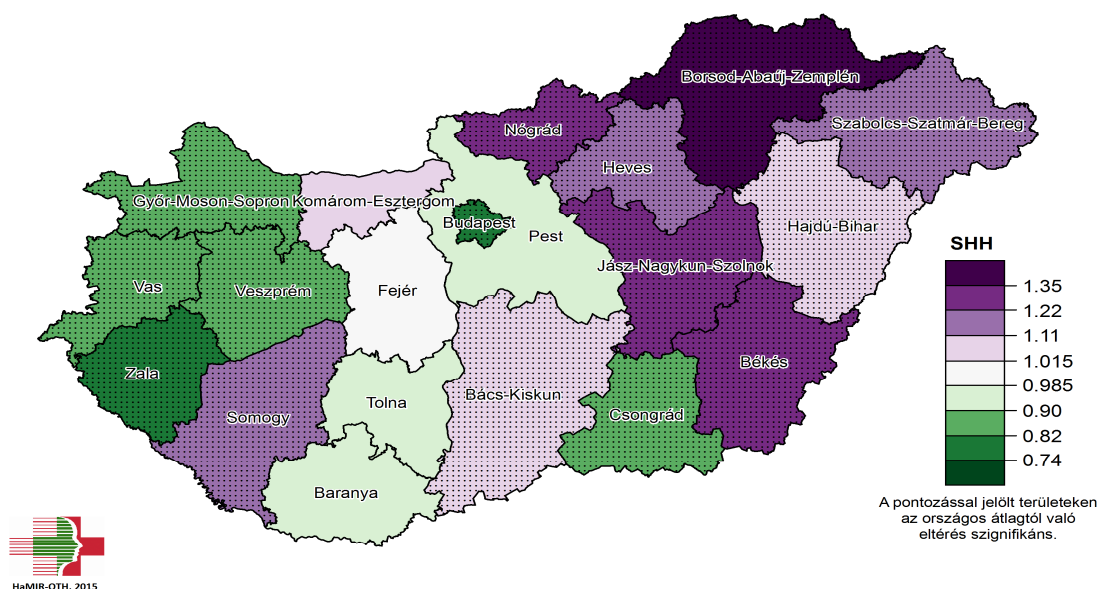 Borsod-Abaúj-Zemplén
Szabolcs-Szatmár-Bereg
Nógrád
Heves
Győr-Moson-Sopron
Komárom-Esztergom
Budapest
Pest
Hajdú-Bihar
Jász-Nagykun-Szolnok
Vas
Veszprém
Fejér
Zala
Somogy
Tolna
Bács-Kiskun
Békés
Csongrád
Baranya
SHH
1.35
1.22
1.11
1.015
0.985
0.90
0.82
0.74
A pontozással jelölt területeken
az országos átlagtól való
eltérés szignifikáns.
HaMIR-OTH, 2015